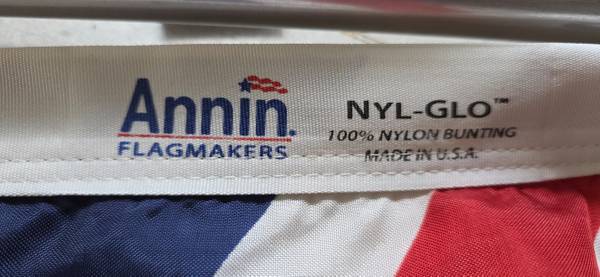 Annin.
FLAGMAKERS
NYL-GLO™
100% NYLON BUNTING
MADE IN U.S.A.